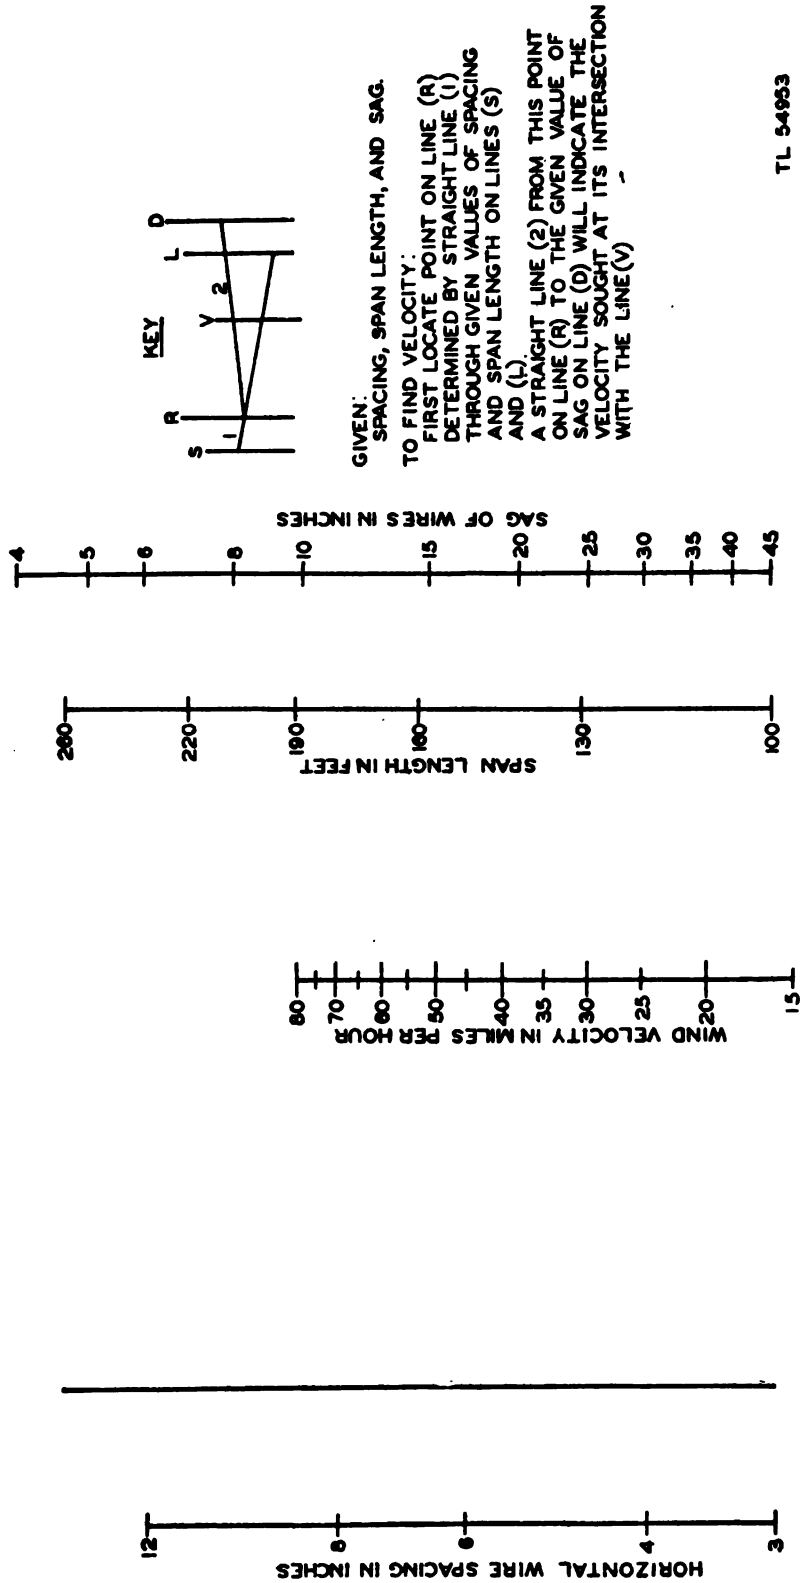 HORIZONTAL WIRE SPACING IN INCHES
12
8
6
4
3
WIND VELOCITY IN MILES PER HOUR
80
70
60
50
40
35
30
25
20
15
SPAN LENGTH IN FEET
260
220
190
160
130
100
SAG OF WIRES IN INCHES
4
5
6
8
10
15
20
25
30
35
40
45
KEY
S R V L D
1 2
GIVEN:
SPACING, SPAN LENGTH, AND SAG.
TO FIND VELOCITY:
FIRST LOCATE POINT ON LINE (R)
DETERMINED BY STRAIGHT LINE (1)
THROUGH GIVEN VALUES OF SPACING
AND SPAN LENGTH ON LINES (S)
AND (L).
A STRAIGHT LINE (2) FROM THIS POINT
ON LINE (R) TO THE GIVEN VALUE OF
SAG ON LINE (D) WILL INDICATE THE
VELOCITY SOUGHT AT ITS INTERSECTION
WITH THE LINE (V)
TL 54953